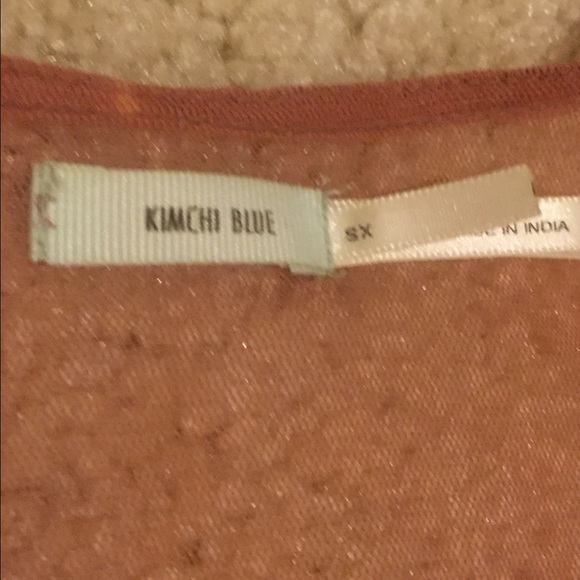 KIMCHI BLUE
SX
IN INDIA